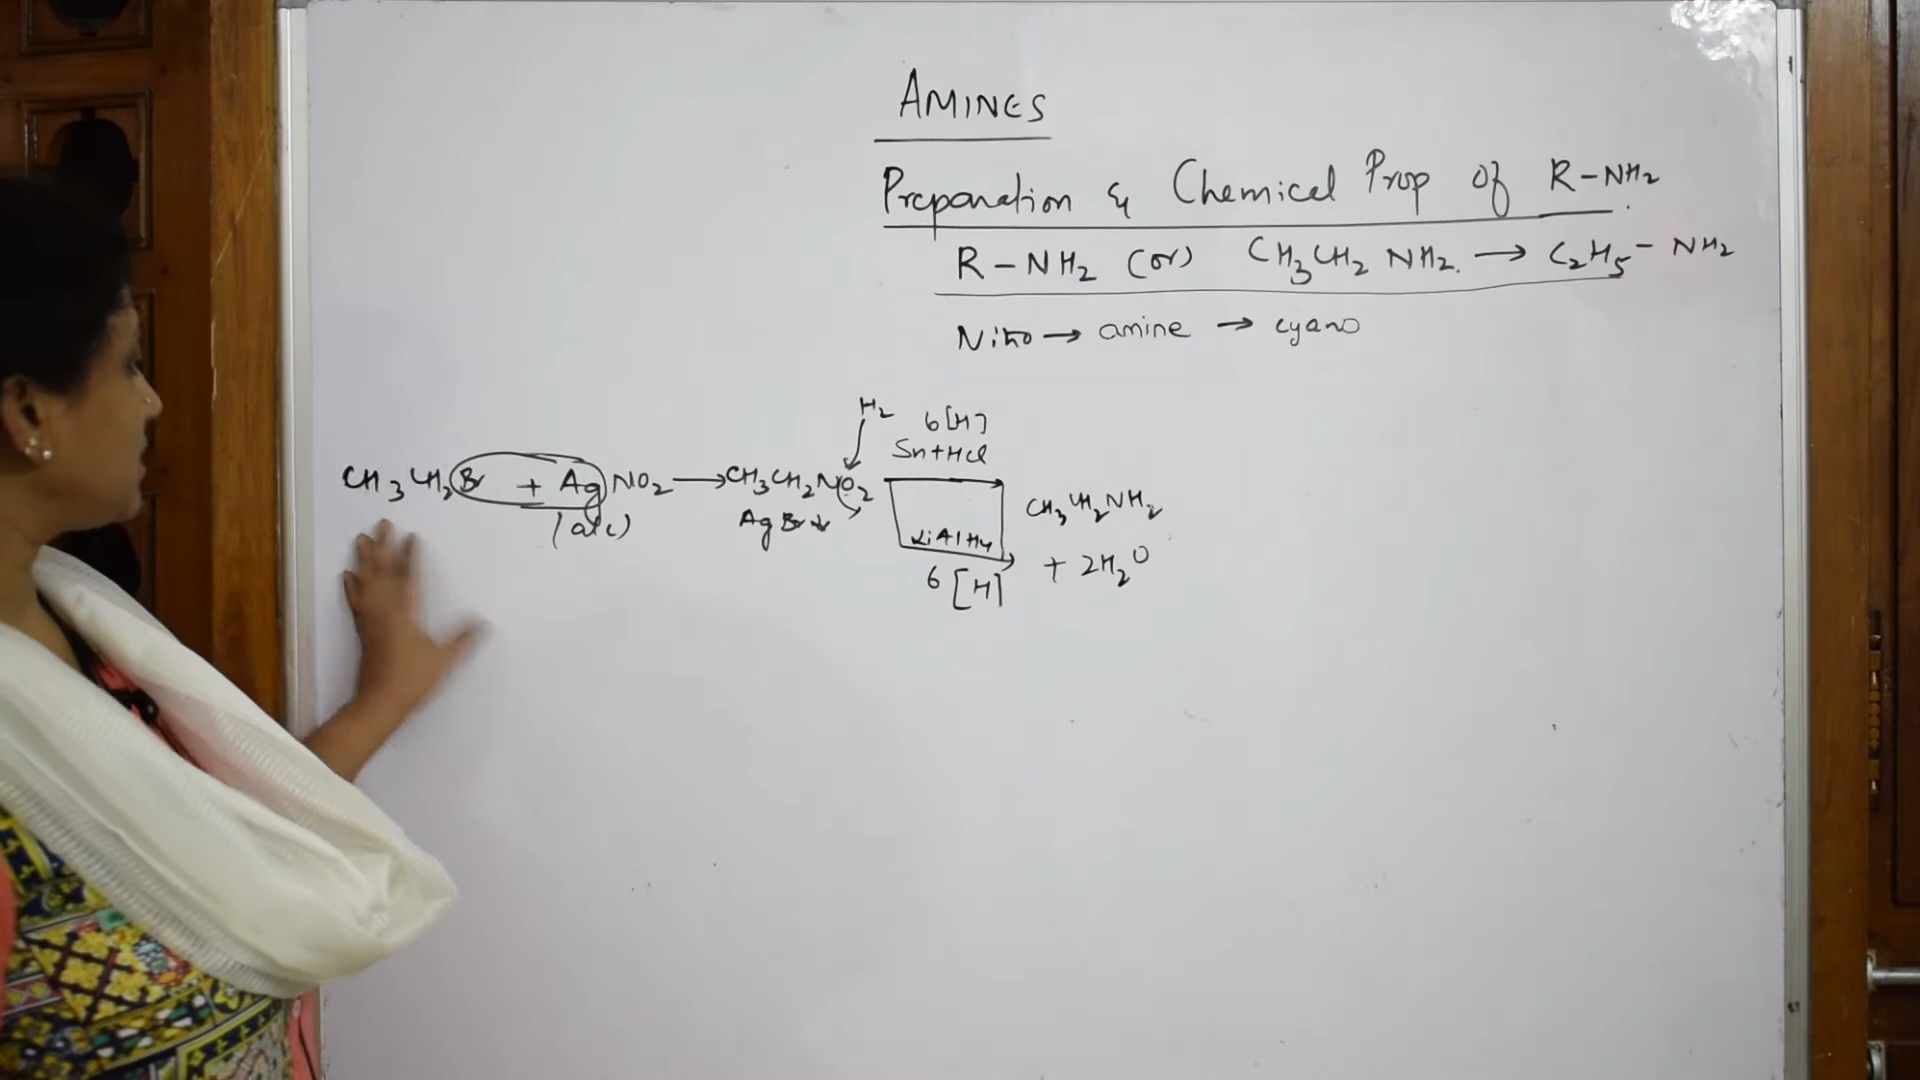 AMINES
Preparation & Chemical Prop of R-NH₂
R-NH₂ (or) CH₃CH₂NH₂. → C₂H₅-NH₂
Nitro → amine → cyano
H₂ 6[H]
Sn+HCl
CH₃CH₂Br + AgNO₂ → CH₃CH₂NO₂ CH₃CH₂NH₂
(alc) AgBr↓ LiAlH₄ + 2H₂O
6[H]